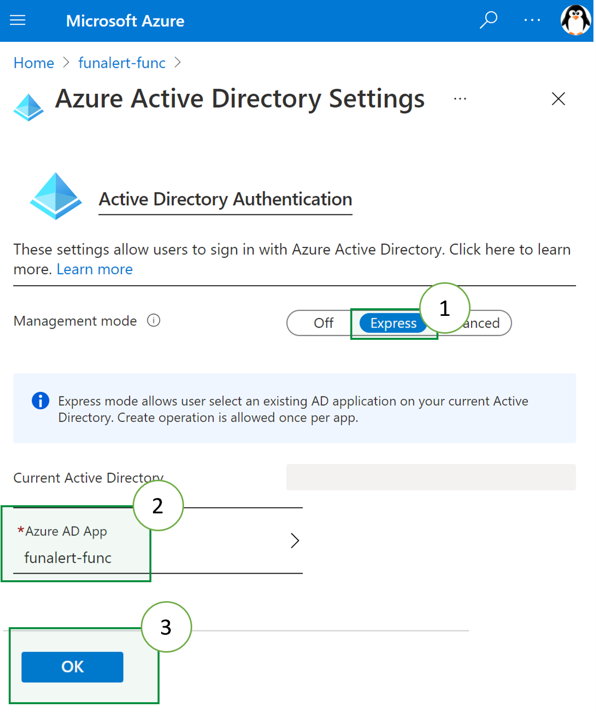 Microsoft Azure
Home > funalert-func >
Azure Active Directory Settings ...
Active Directory Authentication
These settings allow users to sign in with Azure Active Directory. Click here to learn
more. Learn more
Management mode Off Express anced
1
Express mode allows user select an existing AD application on your current Active
Directory. Create operation is allowed once per app.
Current Active Directory
2
*Azure AD App
funalert-func
3
OK